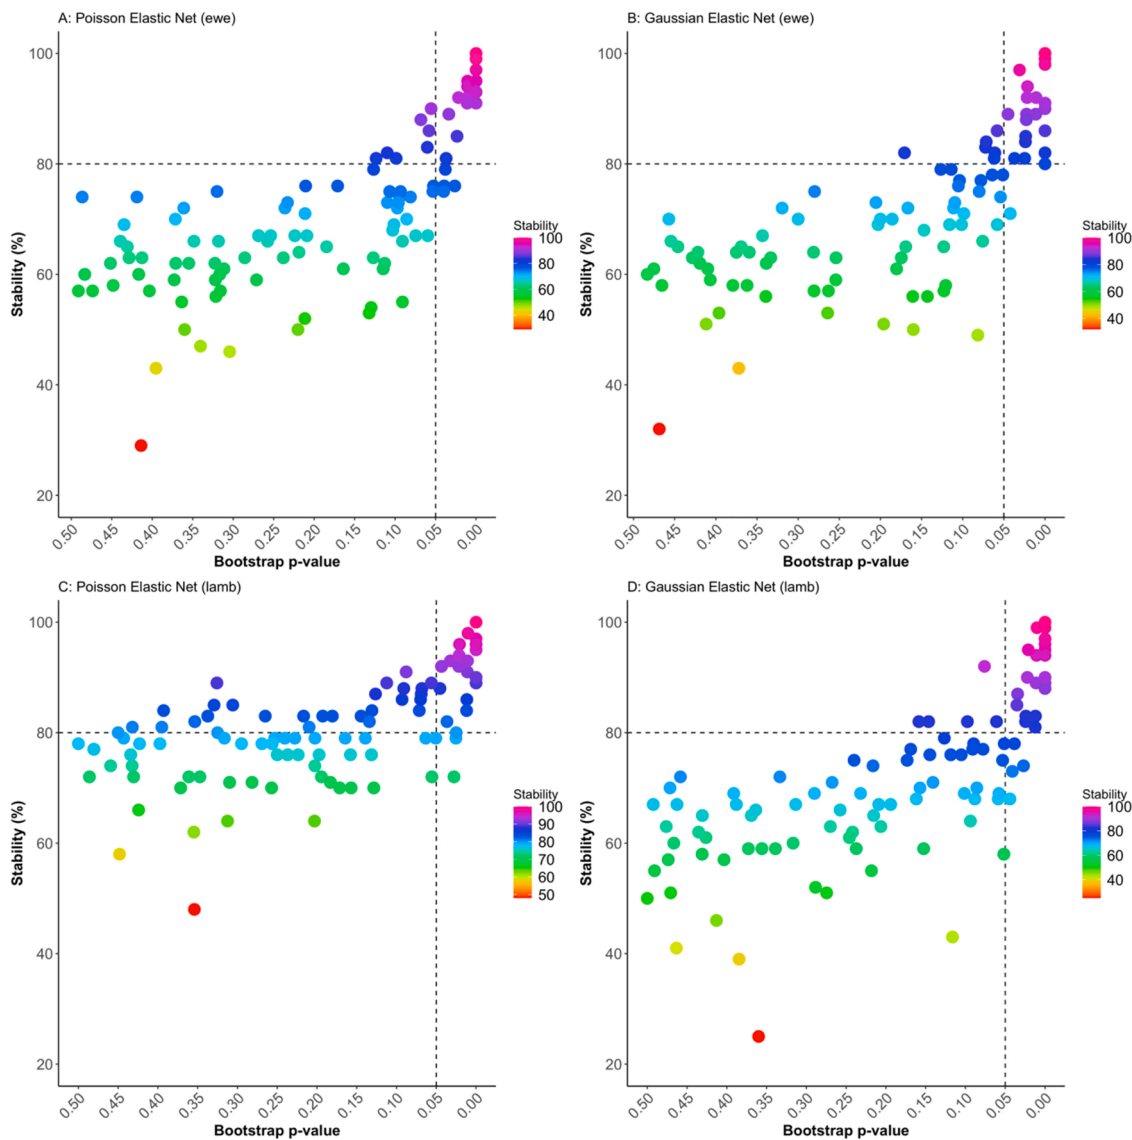 A: Poisson Elastic Net (ewe)
100
80
60
40
20
Stability (%)
0.50 0.45 0.40 0.35 0.30 0.25 0.20 0.15 0.10 0.05 0.00
Bootstrap p-value
Stability
100
80
60
40
B: Gaussian Elastic Net (ewe)
100
80
60
40
20
Stability (%)
0.50 0.45 0.40 0.35 0.30 0.25 0.20 0.15 0.10 0.05 0.00
Bootstrap p-value
Stability
100
80
60
40
C: Poisson Elastic Net (lamb)
100
80
60
40
20
Stability (%)
0.50 0.45 0.40 0.35 0.30 0.25 0.20 0.15 0.10 0.05 0.00
Bootstrap p-value
Stability
100
90
80
70
60
50
D: Gaussian Elastic Net (lamb)
100
80
60
40
20
Stability (%)
0.50 0.45 0.40 0.35 0.30 0.25 0.20 0.15 0.10 0.05 0.00
Bootstrap p-value
Stability
100
80
60
40